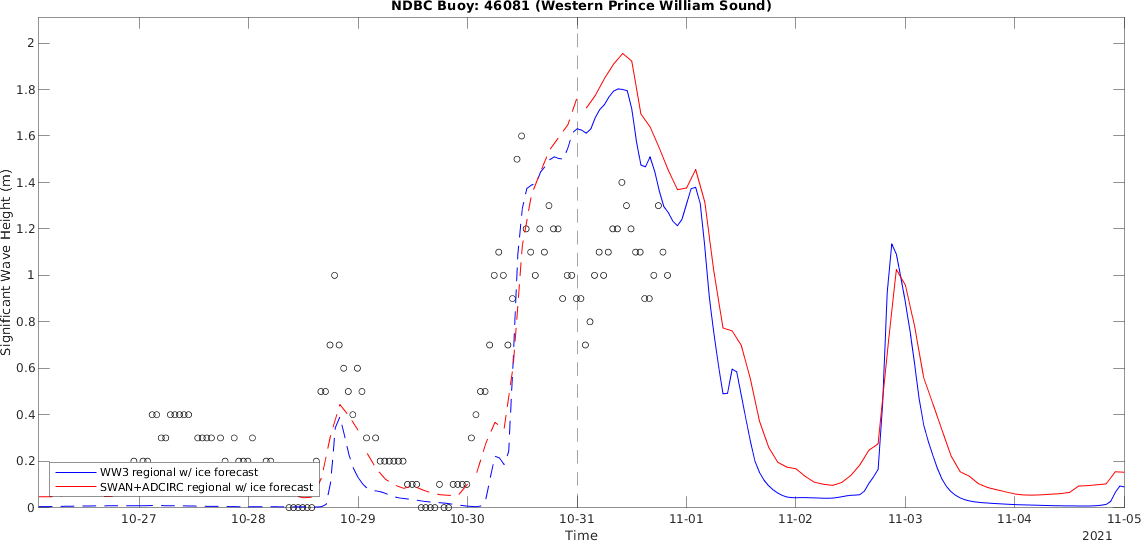 NDBC Buoy: 46081 (Western Prince William Sound)
2
1.8
1.6
1.4
1.2
1
0.8
0.6
0.4
0.2
0
Significant Wave Height (m)
WW3 regional w/ ice forecast
SWAN+ADCIRC regional w/ ice forecast
10-27 10-28 10-29 10-30 10-31 11-01 11-02 11-03 11-04 11-05
Time
2021